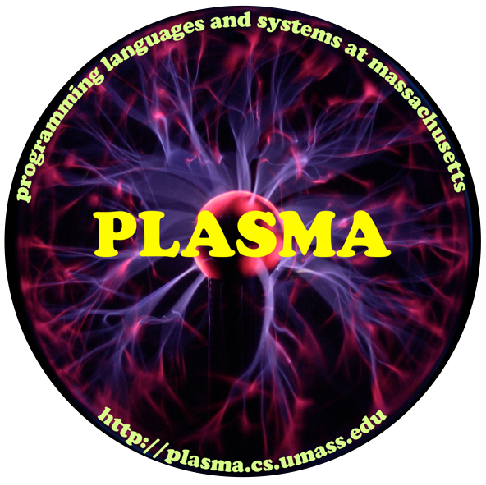 programming languages and systems at massachusetts
PLASMA
http://plasma.cs.umass.edu